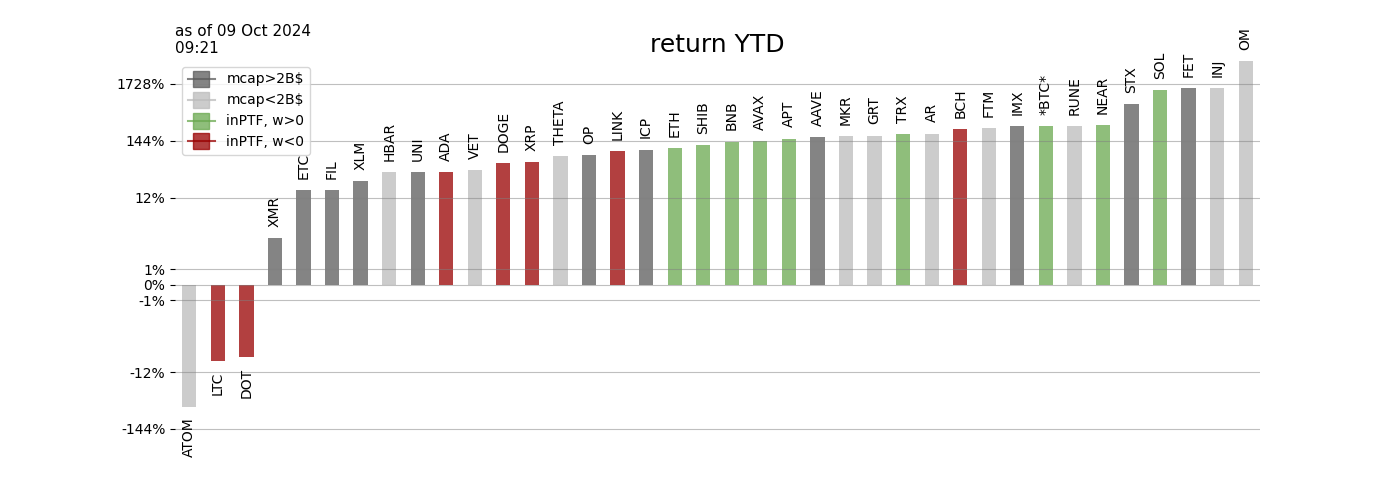 as of 09 Oct 2024
09:21
return YTD
mcap>2B$
mcap<2B$
inPTF, w>0
inPTF, w<0
1728%
144%
12%
1%
0%
-1%
-12%
-144%
ATOM
LTC
DOT
XMR
ETC
FIL
XLM
HBAR
UNI
ADA
VET
DOGE
XRP
THETA
OP
LINK
ICP
ETH
SHIB
BNB
AVAX
APT
AAVE
MKR
GRT
TRX
AR
BCH
FTM
IMX
*BTC*
RUNE
NEAR
STX
SOL
FET
INJ
OM